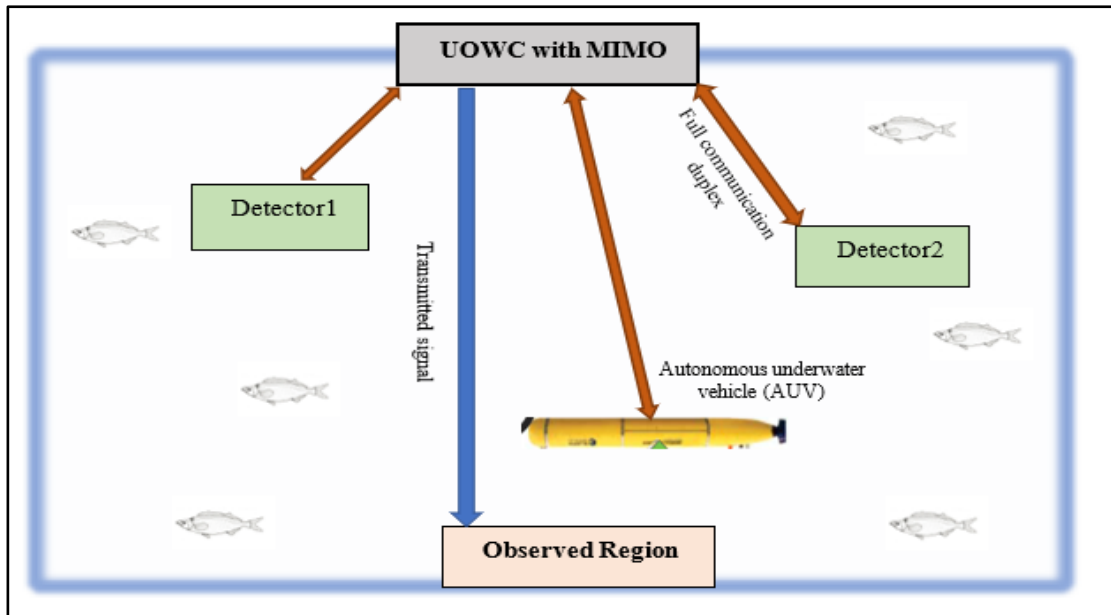 UOWC with MIMO
Full communication
duplex
Detector1
Detector2
Transmitted signal
Autonomous underwater
vehicle (AUV)
Observed Region